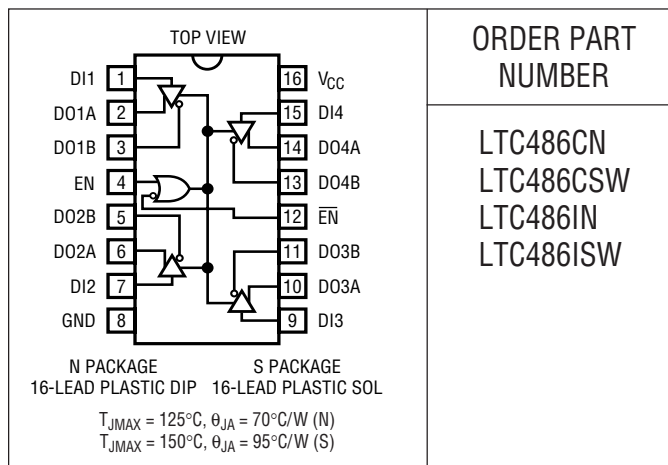 TOP VIEW
DI1 1
DO1A 2
DO1B 3
EN 4
DO2B 5
DO2A 6
DI2 7
GND 8
16 VCC
15 DI4
14 DO4A
13 DO4B
12 E̅N̅
11 DO3B
10 DO3A
9 DI3
N PACKAGE
16-LEAD PLASTIC DIP
S PACKAGE
16-LEAD PLASTIC SOL
TJMAX = 125°C, θJA = 70°C/W (N)
TJMAX = 150°C, θJA = 95°C/W (S)
ORDER PART
NUMBER
LTC486CN
LTC486CSW
LTC486IN
LTC486ISW